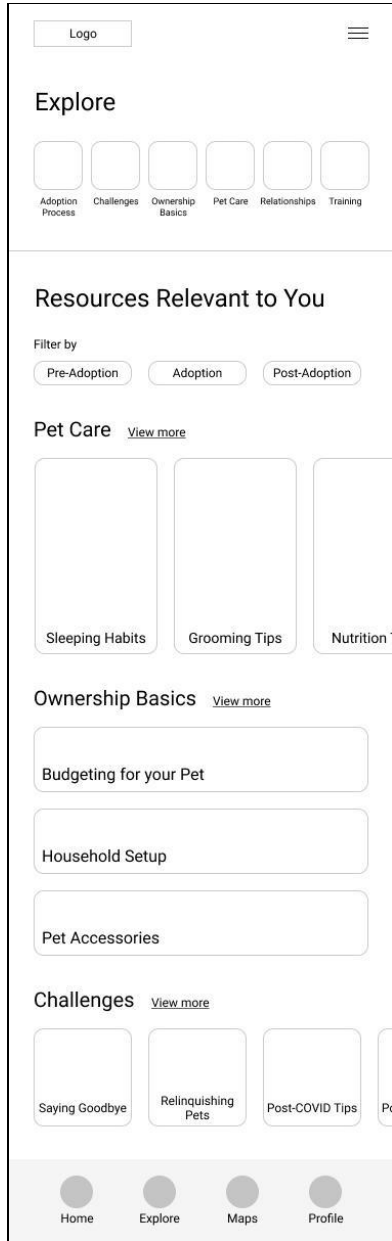 Logo
Explore
Adoption
Process
Challenges
Ownership
Basics
Pet Care
Relationships
Training
Resources Relevant to You
Filter by
Pre-Adoption
Adoption
Post-Adoption
Pet Care View more
Sleeping Habits
Grooming Tips
Nutrition
Ownership Basics View more
Budgeting for your Pet
Household Setup
Pet Accessories
Challenges View more
Saying Goodbye
Relinquishing
Pets
Post-COVID Tips
Home
Explore
Maps
Profile